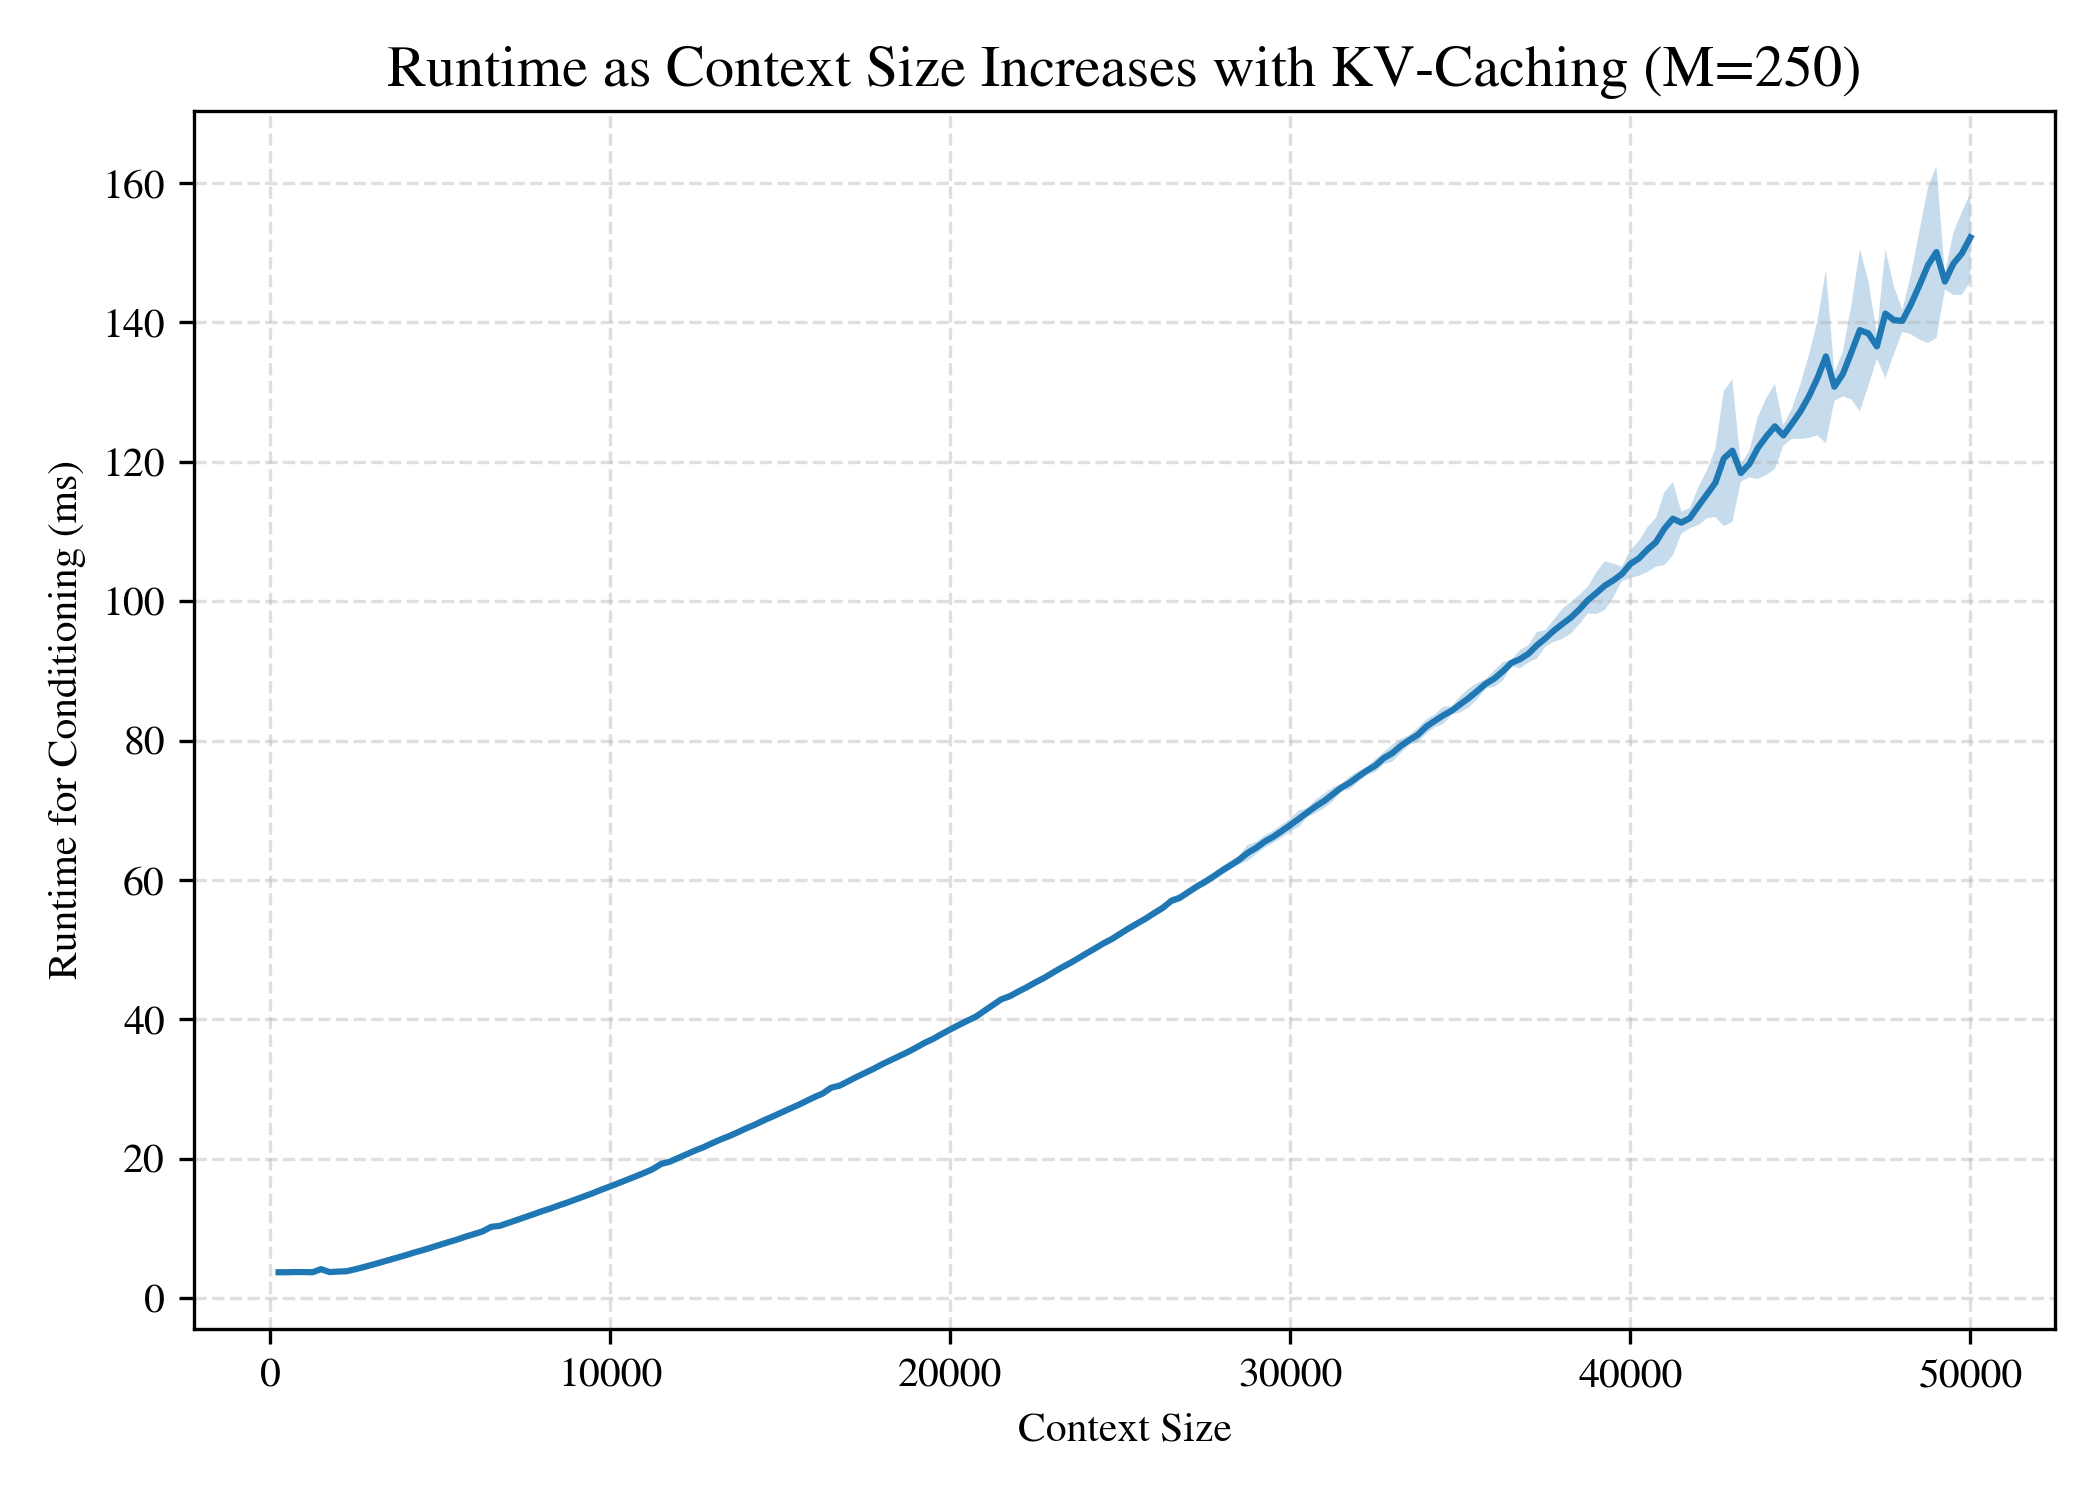 Runtime as Context Size Increases with KV-Caching (M=250)
Runtime for Conditioning (ms)
160
140
120
100
80
60
40
20
0
0 10000 20000 30000 40000 50000
Context Size